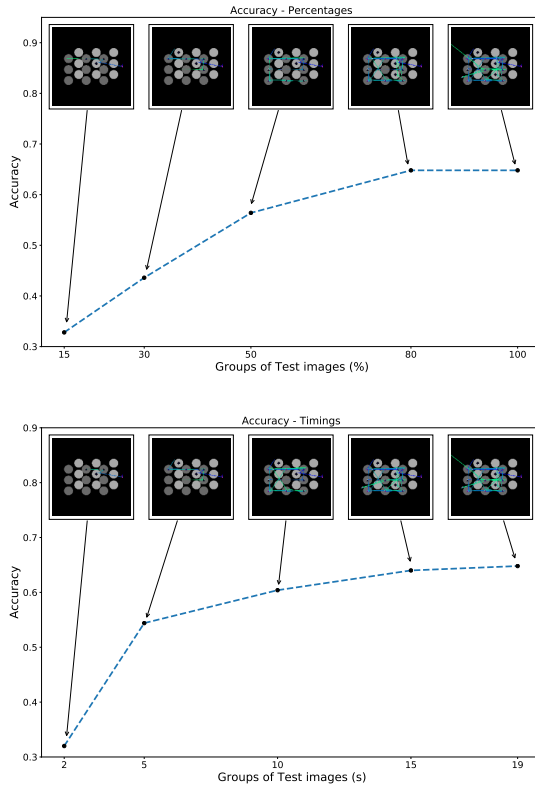 Accuracy - Percentages
0.9
0.8
0.7
0.6
0.5
0.4
0.3
Accuracy
15 30 50 80 100
Groups of Test images (%)
Accuracy - Timings
0.9
0.8
0.7
0.6
0.5
0.4
0.3
Accuracy
2 5 10 15 19
Groups of Test images (s)